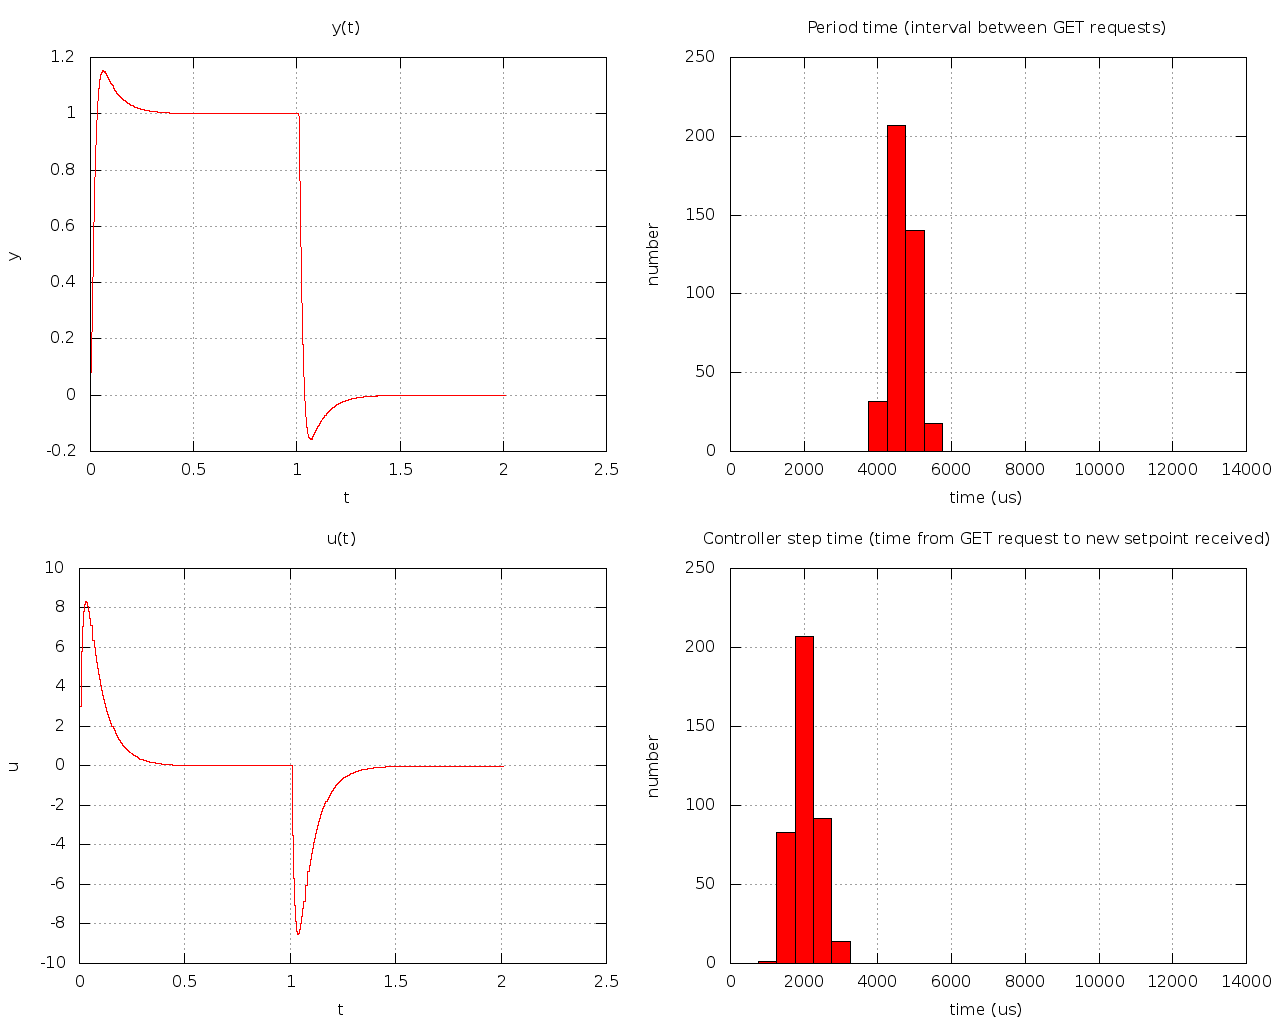 y(t)
1.2
1
0.8
0.6
0.4
0.2
0
-0.2
y
0 0.5 1 1.5 2 2.5
t
Period time (interval between GET requests)
250
200
150
100
50
0
number
0 2000 4000 6000 8000 10000 12000 14000
time (us)
u(t)
10
8
6
4
2
0
-2
-4
-6
-8
-10
u
0 0.5 1 1.5 2 2.5
t
Controller step time (time from GET request to new setpoint received)
250
200
150
100
50
0
number
0 2000 4000 6000 8000 10000 12000 14000
time (us)